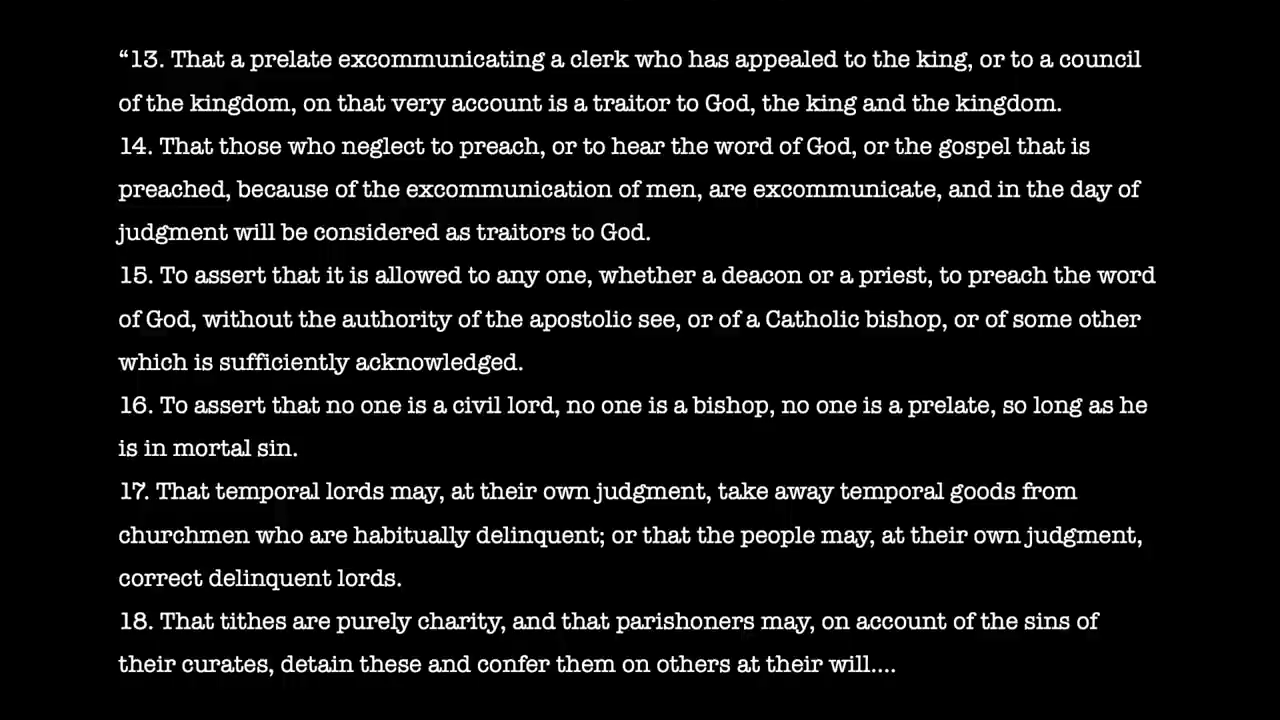 “13. That a prelate excommunicating a clerk who has appealed to the king, or to a council
of the kingdom, on that very account is a traitor to God, the king and the kingdom.
14. That those who neglect to preach, or to hear the word of God, or the gospel that is
preached, because of the excommunication of men, are excommunicate, and in the day of
judgment will be considered as traitors to God.
15. To assert that it is allowed to any one, whether a deacon or a priest, to preach the word
of God, without the authority of the apostolic see, or of a Catholic bishop, or of some other
which is sufficiently acknowledged.
16. To assert that no one is a civil lord, no one is a bishop, no one is a prelate, so long as he
is in mortal sin.
17. That temporal lords may, at their own judgment, take away temporal goods from
churchmen who are habitually delinquent; or that the people may, at their own judgment,
correct delinquent lords.
18. That tithes are purely charity, and that parishoners may, on account of the sins of
their curates, detain these and confer them on others at their will....